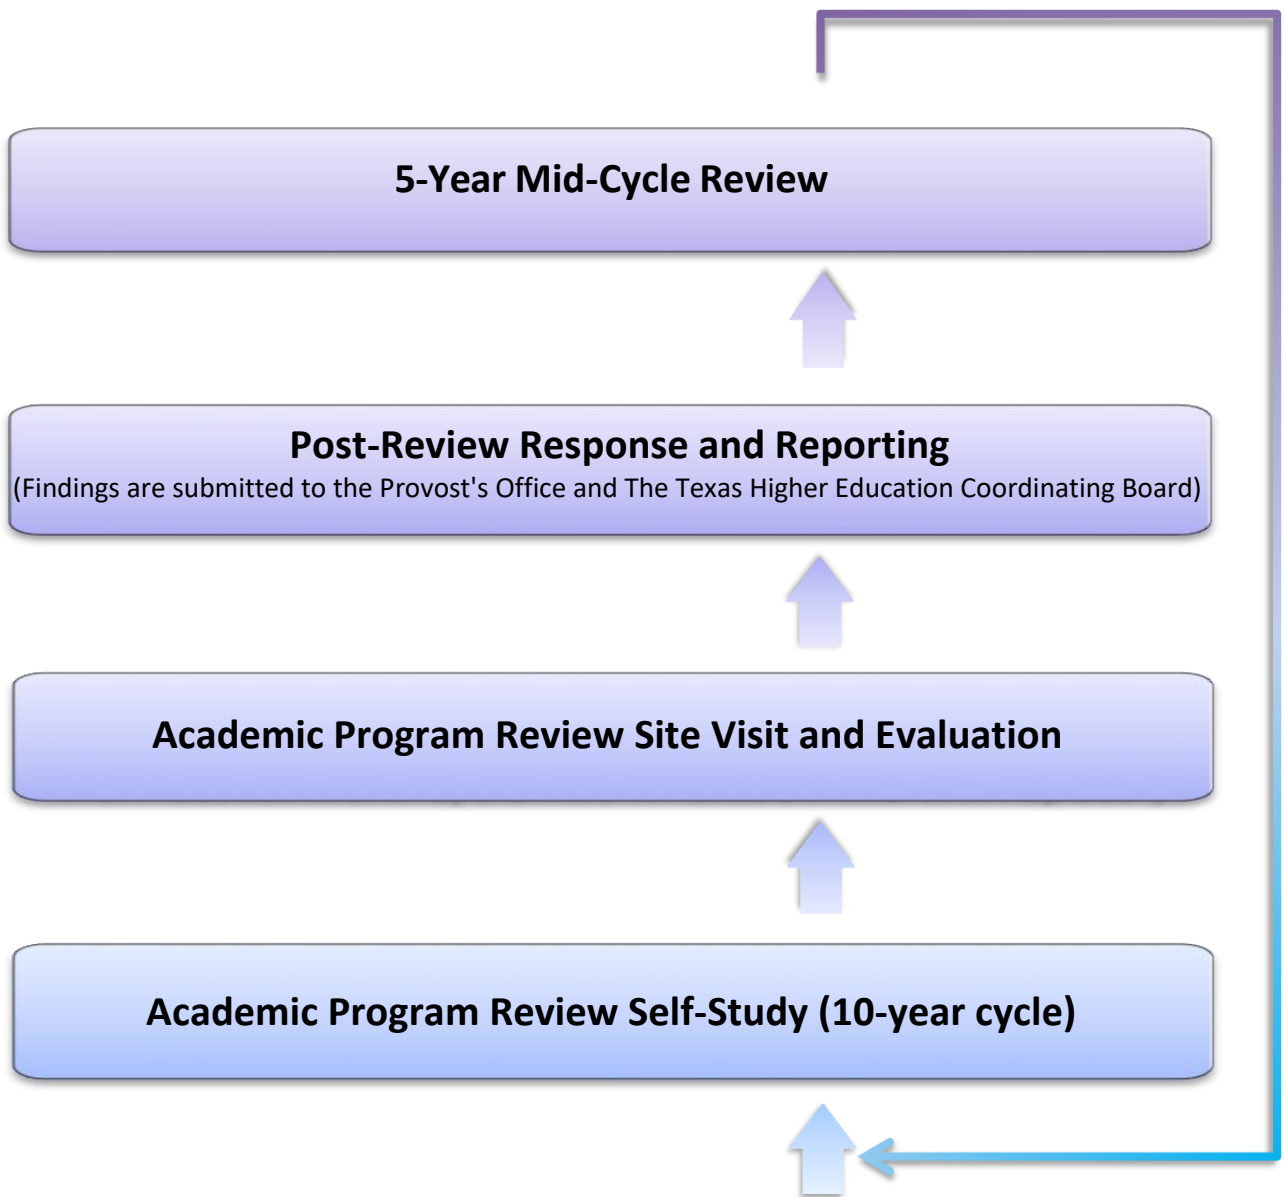 5-Year Mid-Cycle Review
Post-Review Response and Reporting
(Findings are submitted to the Provost's Office and The Texas Higher Education Coordinating Board)
Academic Program Review Site Visit and Evaluation
Academic Program Review Self-Study (10-year cycle)